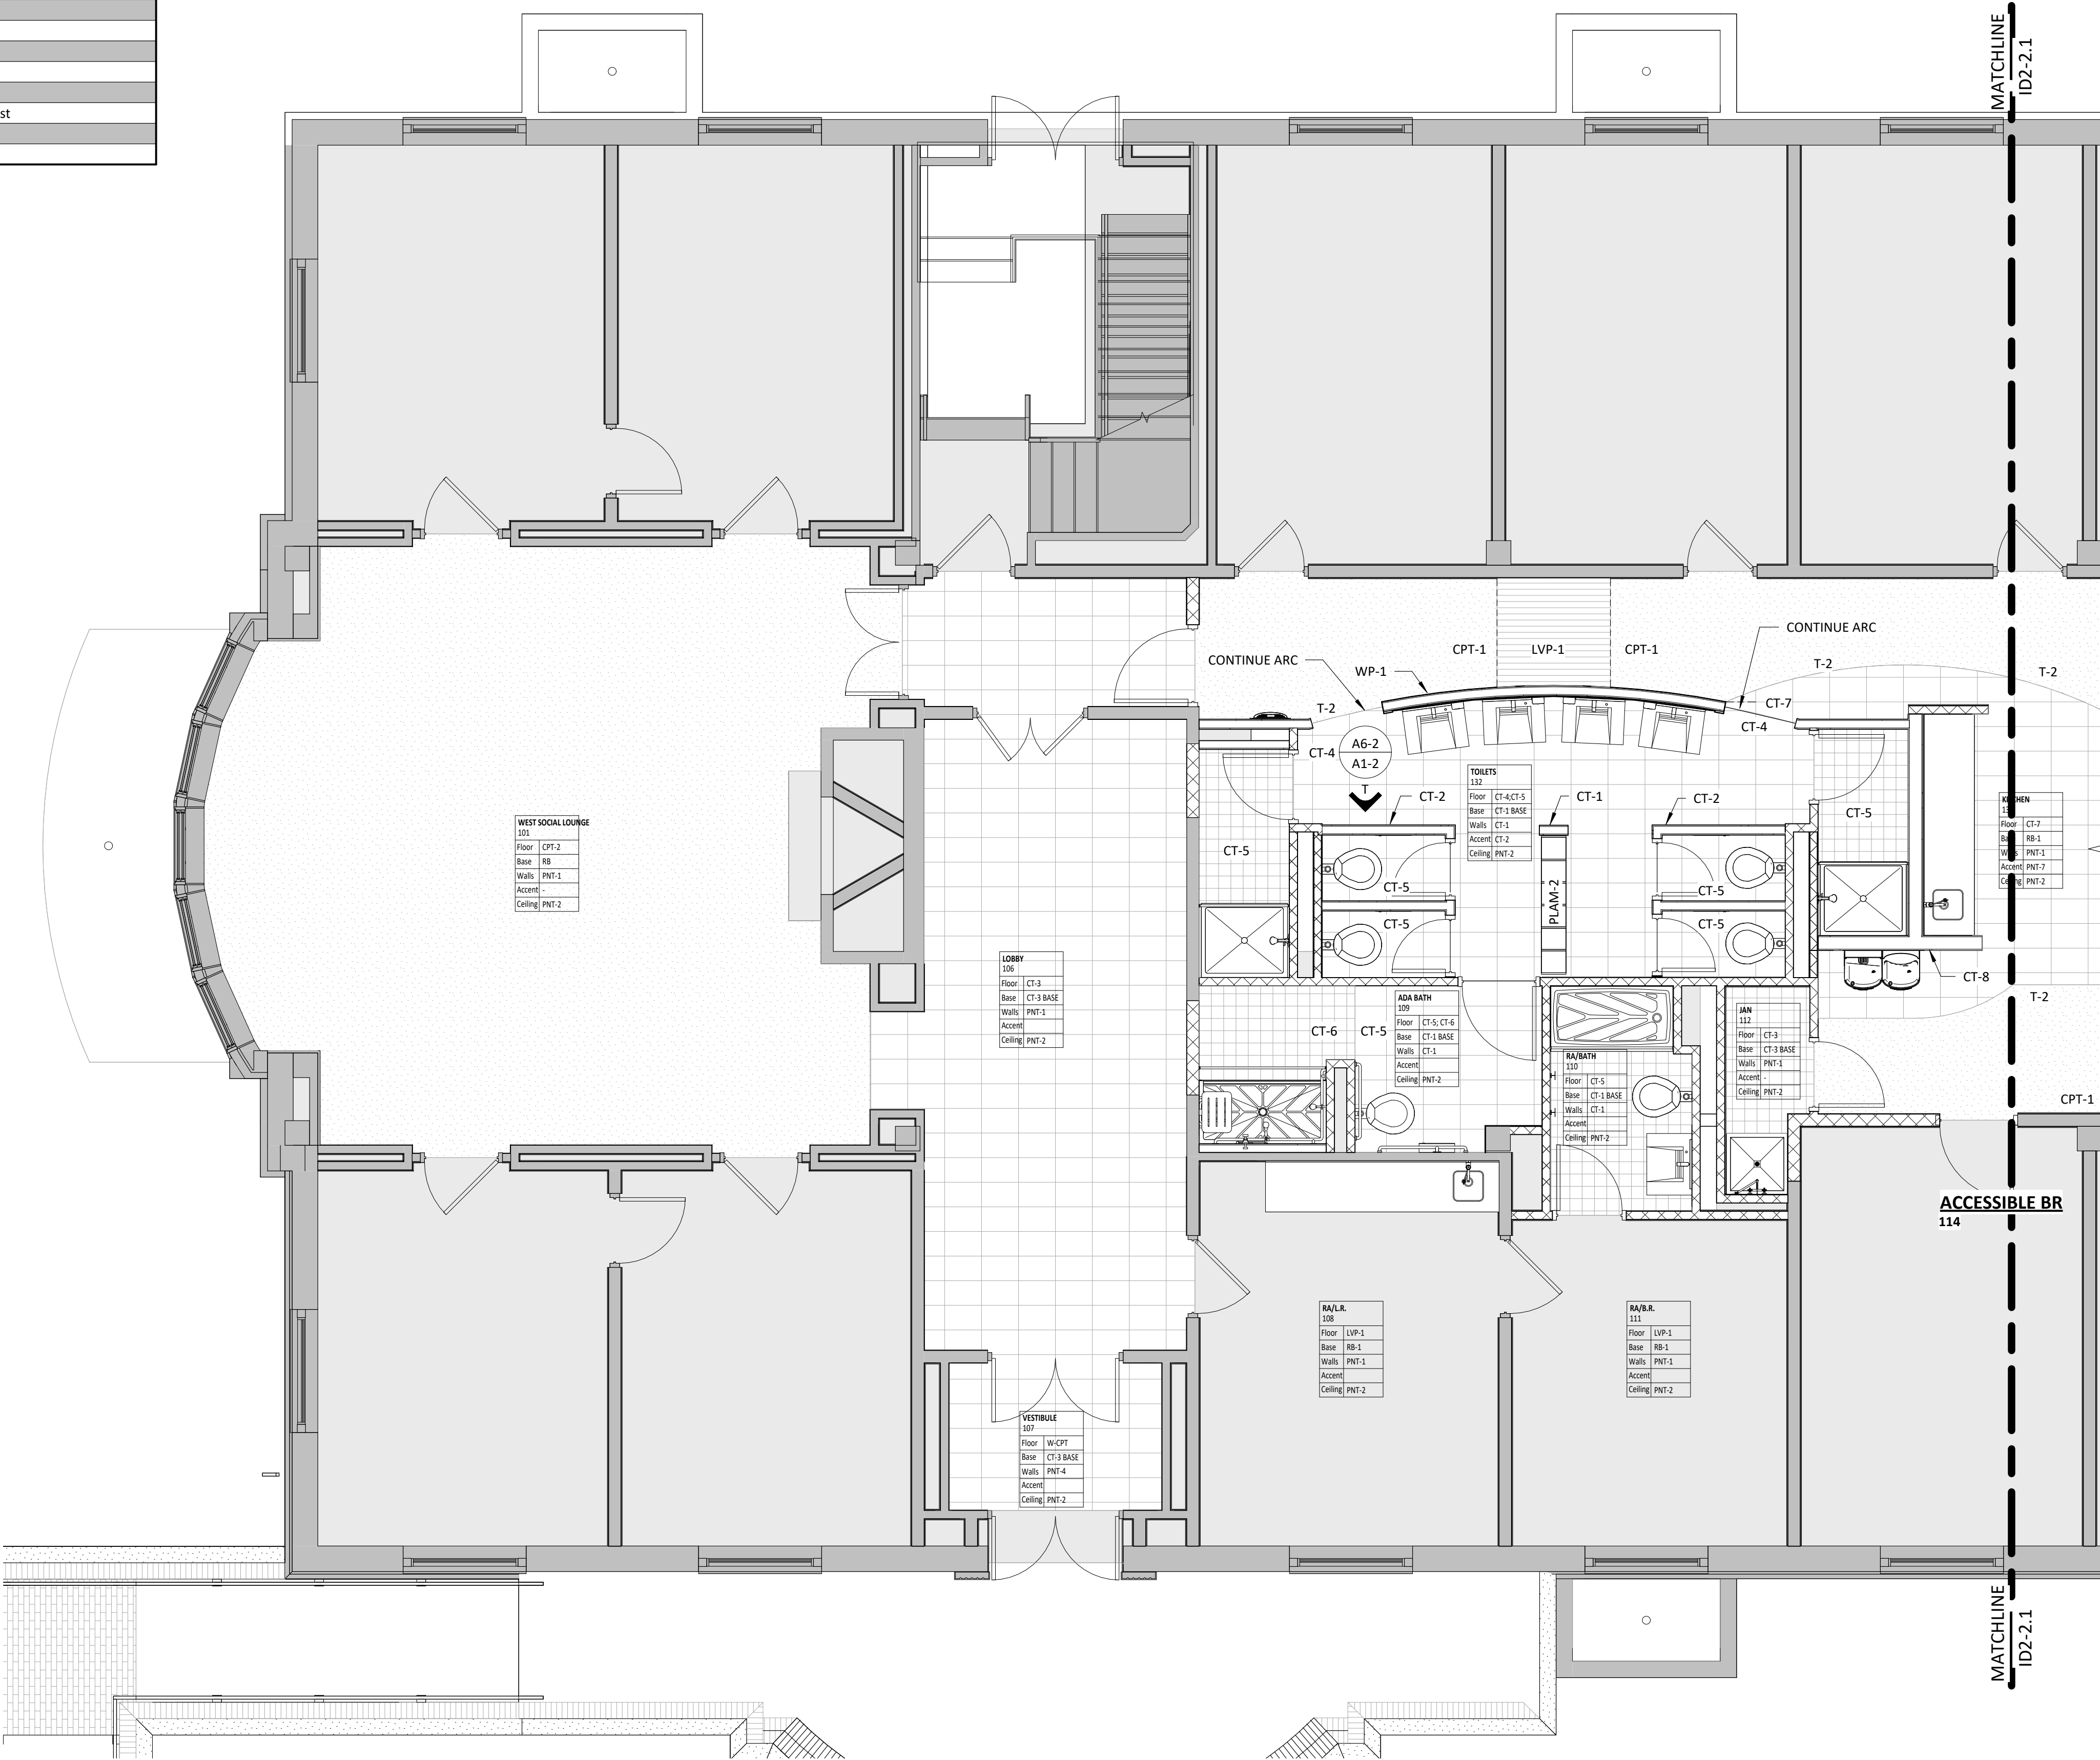 st
MATCHLINE
ID2-2.1
CONTINUE ARC
CPT-1
LVP-1
CPT-1
CONTINUE ARC
WP-1
T-2
T-2
T-2
CT-7
CT-4
CT-4
A6-2
A1-2
T
TOILETS
132
Floor CT-4;CT-5
Base CT-1 BASE
Walls CT-1
Accent CT-2
Ceiling PNT-2
CT-2
CT-1
CT-2
CT-5
CT-5
CT-5
CT-5
CT-5
CT-5
PLAM-2
Floor CT-7
RB-1
PNT-1
Accent PNT-7
PNT-2
WEST SOCIAL LOUNGE
101
Floor CPT-2
Base RB
Walls PNT-1
Accent -
Ceiling PNT-2
LOBBY
106
Floor CT-3
Base CT-3 BASE
Walls PNT-1
Accent
Ceiling PNT-2
CT-8
T-2
CT-6
CT-5
ADA BATH
109
Floor CT-5; CT-6
Base CT-1 BASE
Walls CT-1
Accent
Ceiling PNT-2
RA/BATH
110
Floor CT-5
Base CT-1 BASE
Walls CT-1
Accent
Ceiling PNT-2
JAN
112
Floor CT-3
Base CT-3 BASE
Walls PNT-1
Accent -
Ceiling PNT-2
CPT-1
ACCESSIBLE BR
114
RA/L.R.
108
Floor LVP-1
Base RB-1
Walls PNT-1
Accent
Ceiling PNT-2
RA/B.R.
111
Floor LVP-1
Base RB-1
Walls PNT-1
Accent
Ceiling PNT-2
VESTIBULE
107
Floor W-CPT
Base CT-3 BASE
Walls PNT-4
Accent
Ceiling PNT-2
MATCHLINE
ID2-2.1